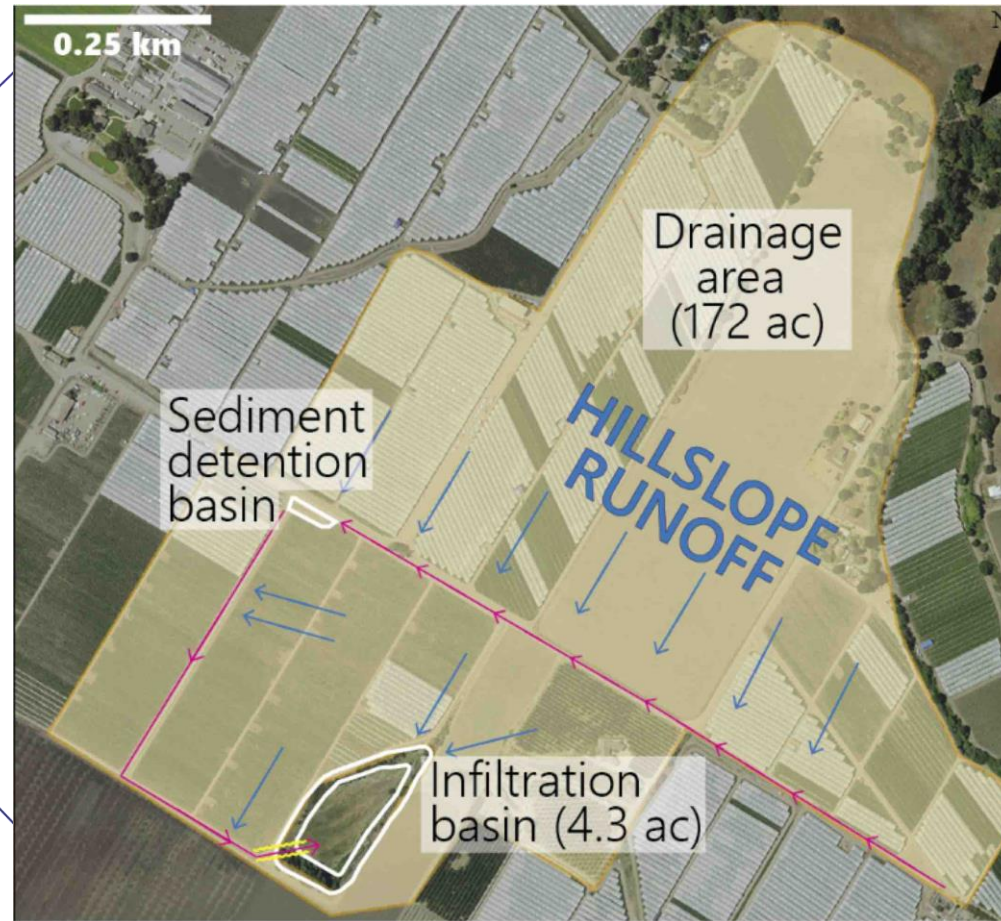 0.25 km
N
Drainage
area
(172 ac)
HILLSLOPE
RUNOFF
Sediment
detention
basin
Infiltration
basin (4.3 ac)